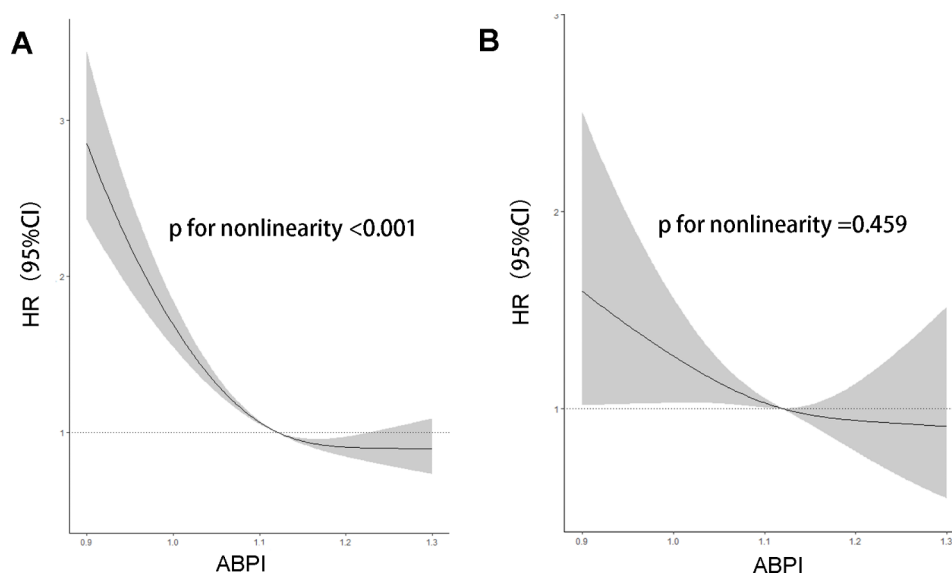 A
3
2
1
HR (95%CI)
p for nonlinearity <0.001
0.9 1.0 1.1 1.2 1.3
ABPI
B
3
2
1
HR (95%CI)
p for nonlinearity =0.459
0.9 1.0 1.1 1.2 1.3
ABPI